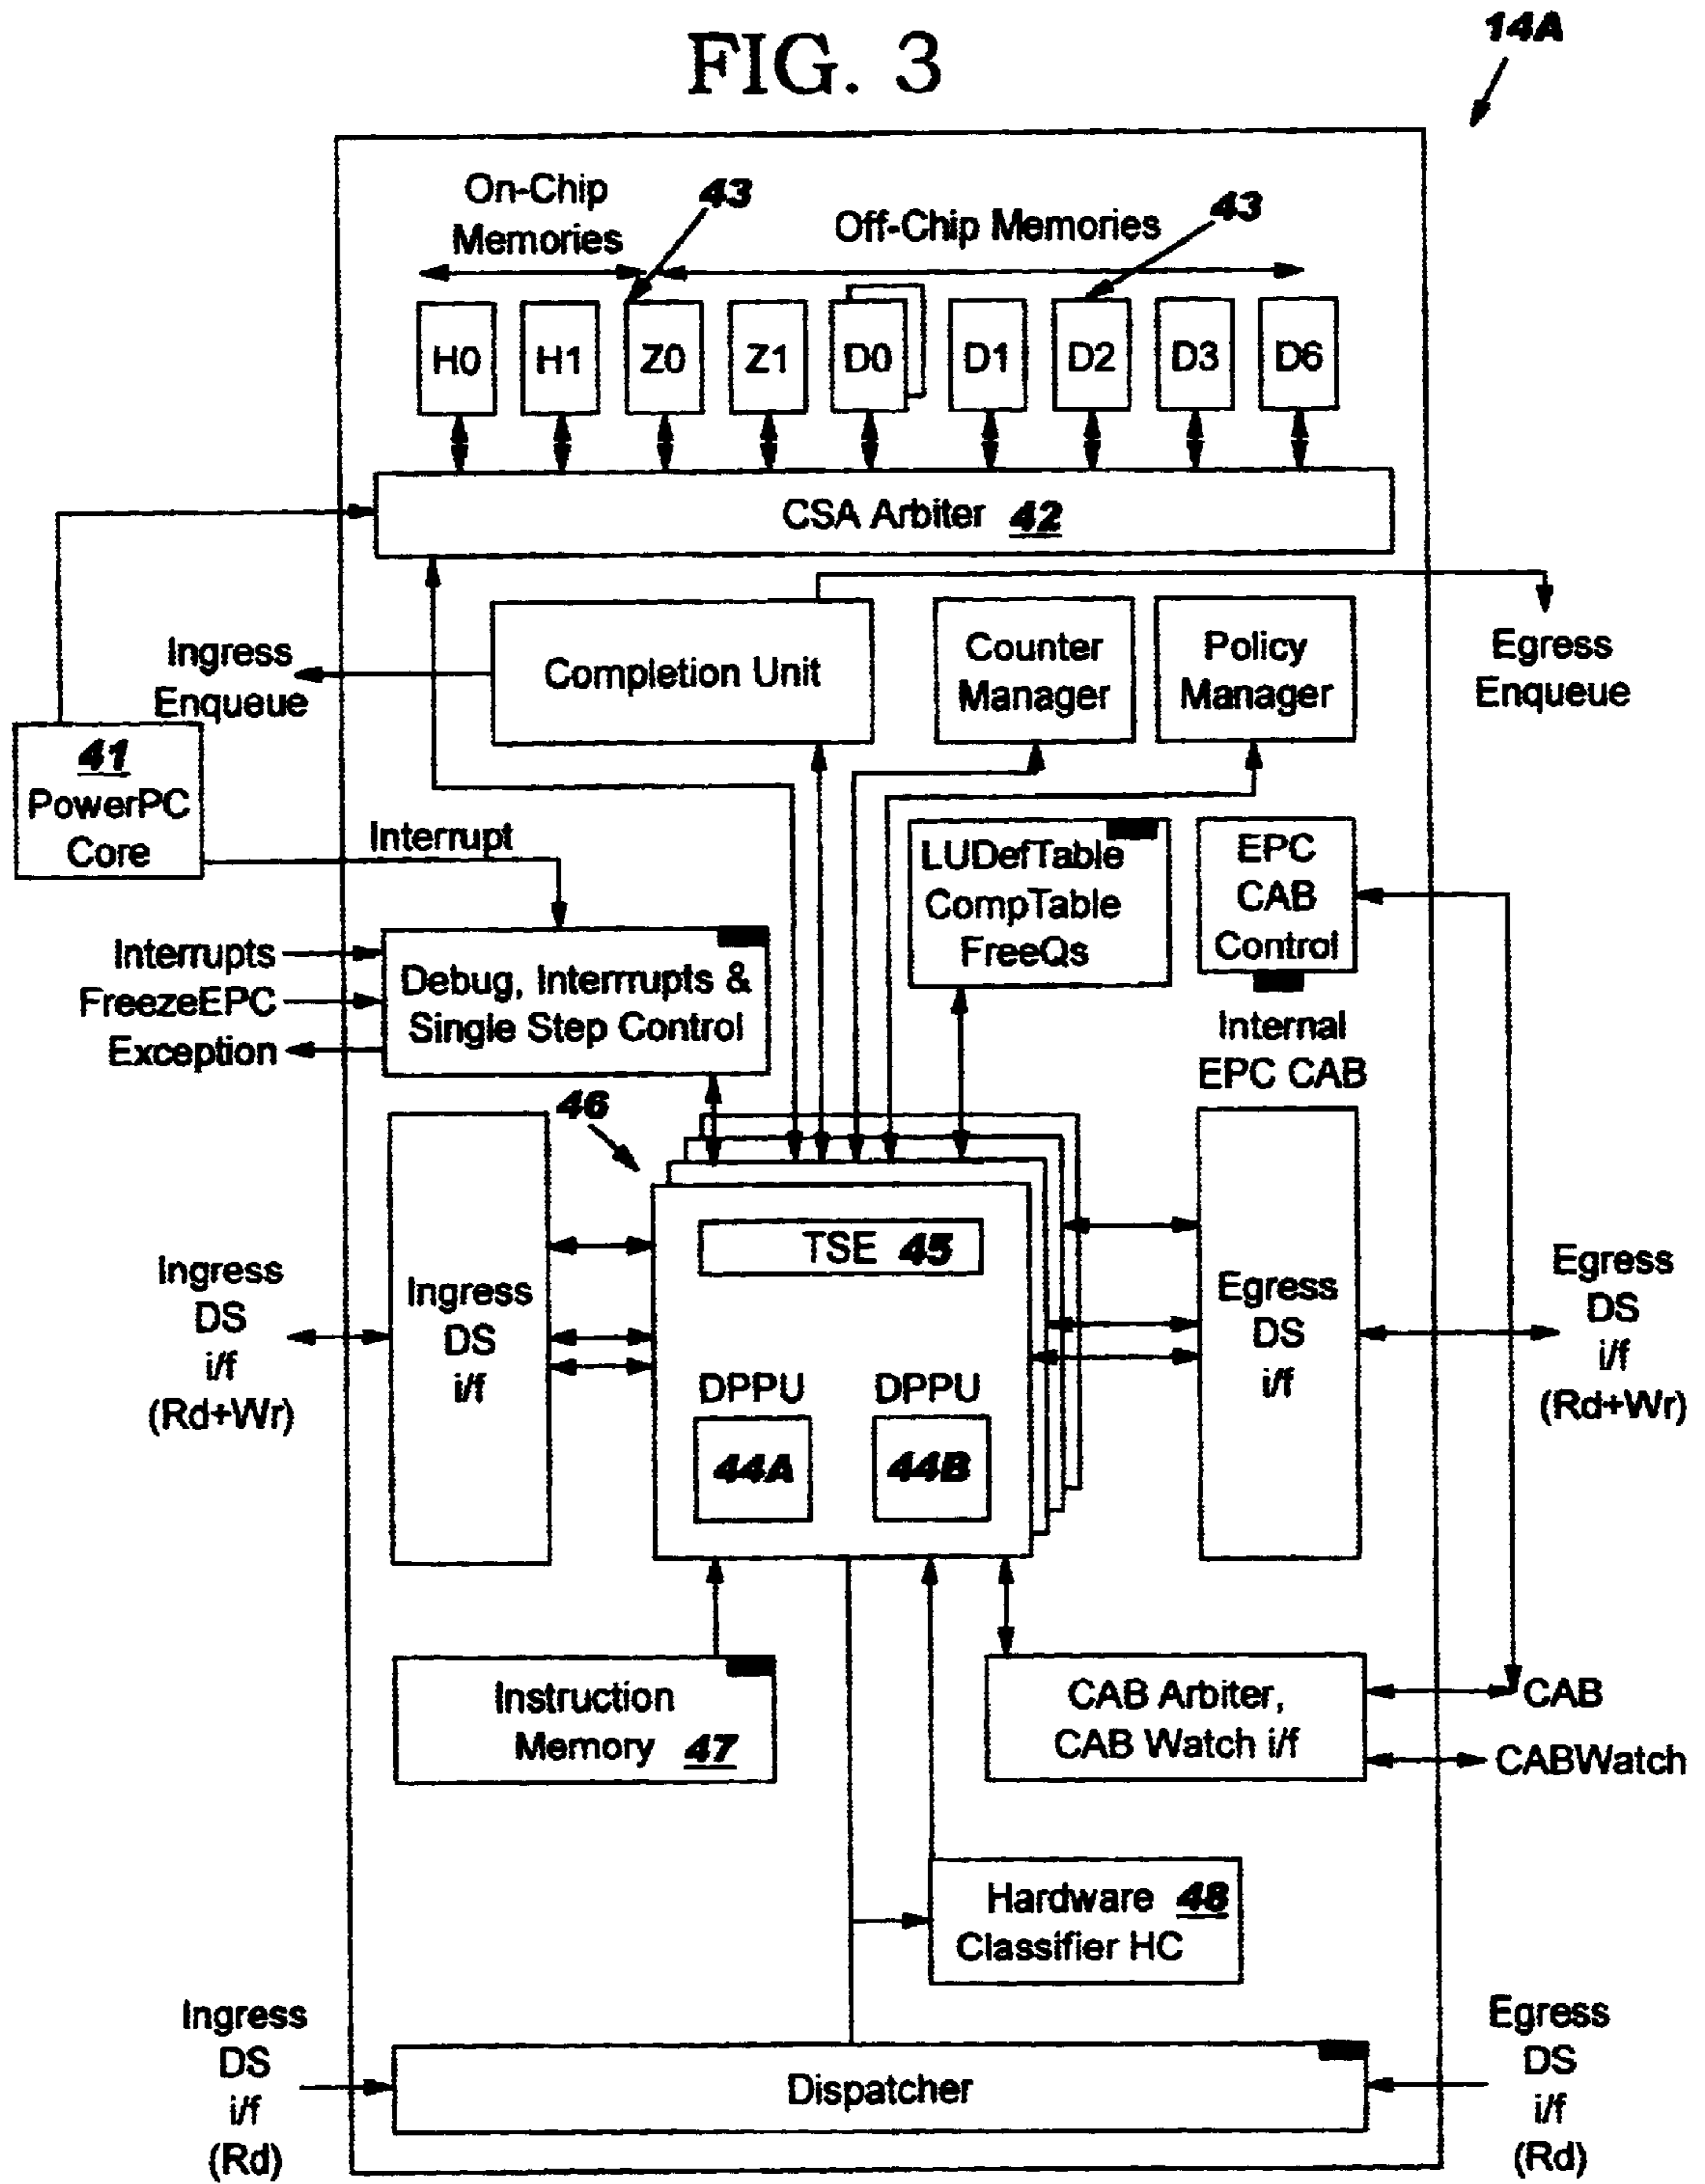 FIG. 3
14A
On-Chip
Memories
43
Off-Chip Memories
43
H0
H1
Z0
Z1
D0
D1
D2
D3
D6
CSA Arbiter 42
Ingress
Enqueue
Completion Unit
Counter
Manager
Policy
Manager
Egress
Enqueue
41
PowerPC
Core
Interrupt
LUDefTable
CompTable
FreeQs
EPC
CAB
Control
Internal
EPC CAB
Interrupts
FreezeEPC
Exception
Debug, Interrrupts &
Single Step Control
46
Ingress
DS
i/f
(Rd+Wr)
Ingress
DS
i/f
TSE 45
DPPU
44A
DPPU
44B
Egress
DS
i/f
Egress
DS
i/f
(Rd+Wr)
Instruction
Memory 47
CAB Arbiter,
CAB Watch i/f
CAB
CABWatch
Hardware 48
Classifier HC
Ingress
DS
i/f
(Rd)
Dispatcher
Egress
DS
i/f
(Rd)